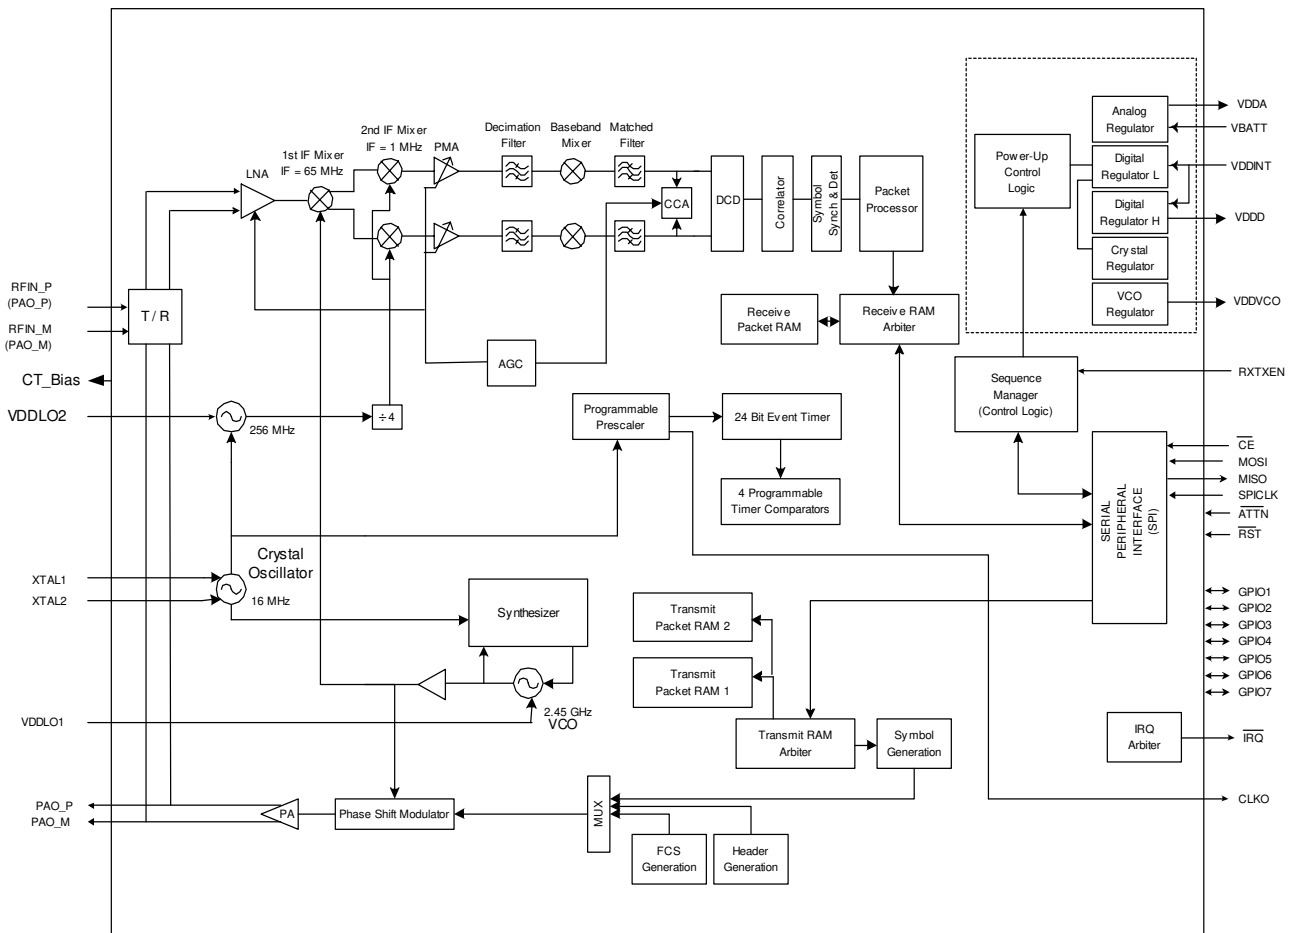 2nd IF Mixer
IF = 1 MHz
PMA
Decimation
Filter
Baseband
Mixer
Matched
Filter
1st IF Mixer
IF = 65 MHz
LNA
CCA
DCD
Correlator
Symbol
Synch & Det
Packet
Processor
Power-Up
Control
Logic
Analog
Regulator
Digital
Regulator L
Digital
Regulator H
Crystal
Regulator
VCO
Regulator
VDDA
VBATT
VDDINT
VDDD
VDDVCO
RFIN_P
(PAO_P)
RFIN_M
(PAO_M)
T / R
CT_Bias
VDDLO2
256 MHz
÷ 4
AGC
Receive
Packet RAM
Receive RAM
Arbiter
Sequence
Manager
(Control Logic)
RXTXEN
Programmable
Prescaler
24 Bit Event Timer
4 Programmable
Timer Comparators
SERIAL
PERIPHERAL
INTERFACE
(SPI)
CE
MOSI
MISO
SPICLK
ATTN
RST
GPIO1
GPIO2
GPIO3
GPIO4
GPIO5
GPIO6
GPIO7
Crystal
Oscillator
XTAL1
XTAL2
16 MHz
Synthesizer
2.45 GHz
VCO
VDDLO1
Transmit
Packet RAM 2
Transmit
Packet RAM 1
Transmit RAM
Arbiter
Symbol
Generation
IRQ
Arbiter
IRQ
CLKO
PAO_P
PAO_M
PA
Phase Shift Modulator
MUX
FCS
Generation
Header
Generation